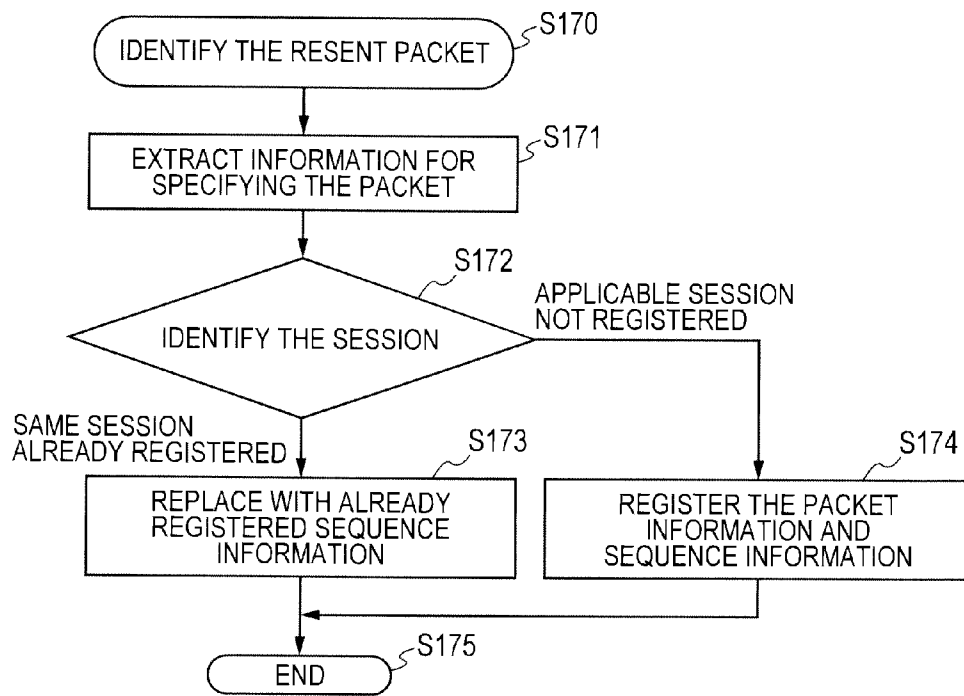 S170
IDENTIFY THE RESENT PACKET
S171
EXTRACT INFORMATION FOR
SPECIFYING THE PACKET
S172
IDENTIFY THE SESSION
APPLICABLE SESSION
NOT REGISTERED
SAME SESSION
ALREADY REGISTERED
S173
REPLACE WITH ALREADY
REGISTERED SEQUENCE
INFORMATION
S174
REGISTER THE PACKET
INFORMATION AND
SEQUENCE INFORMATION
S175
END